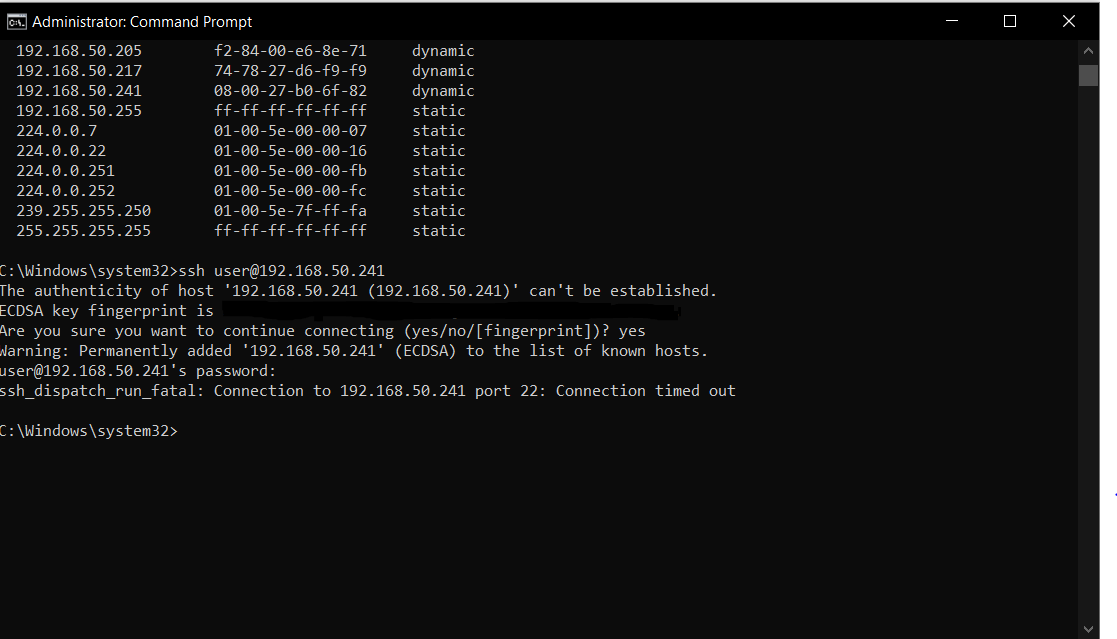 Administrator: Command Prompt
192.168.50.205 f2-84-00-e6-8e-71 dynamic
192.168.50.217 74-78-27-d6-f9-f9 dynamic
192.168.50.241 08-00-27-b0-6f-82 dynamic
192.168.50.255 ff-ff-ff-ff-ff-ff static
224.0.0.7 01-00-5e-00-00-07 static
224.0.0.22 01-00-5e-00-00-16 static
224.0.0.251 01-00-5e-00-00-fb static
224.0.0.252 01-00-5e-00-00-fc static
239.255.255.250 01-00-5e-7f-ff-fa static
255.255.255.255 ff-ff-ff-ff-ff-ff static
C:\Windows\system32>ssh user@192.168.50.241
The authenticity of host '192.168.50.241 (192.168.50.241)' can't be established.
ECDSA key fingerprint is
Are you sure you want to continue connecting (yes/no/[fingerprint])? yes
Warning: Permanently added '192.168.50.241' (ECDSA) to the list of known hosts.
user@192.168.50.241's password:
ssh_dispatch_run_fatal: Connection to 192.168.50.241 port 22: Connection timed out
C:\Windows\system32>